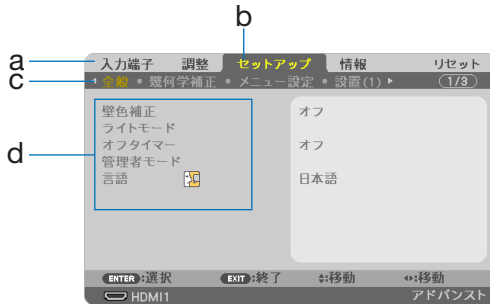 b
a 入力端子 調整 セットアップ 情報 リセット
c 全般 • 幾何学補正 • メニュー設定 • 設置(1) (1/3)
壁色補正 オフ
ライトモード
d オフタイマー オフ
管理者モード
言語 日本語
ENTER:選択 EXIT:終了 :移動 :移動
HDMI1 アドバンスト